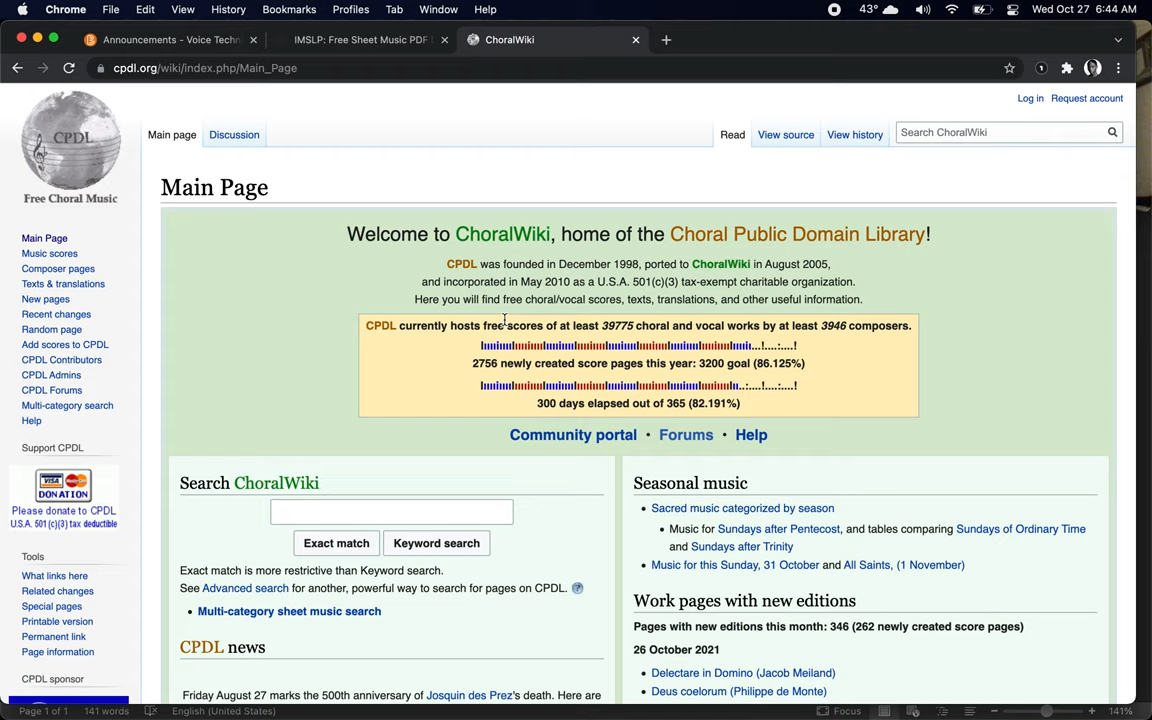 Chrome File Edit View History Bookmarks Profiles Tab Window Help 43° Wed Oct 27 6:44 AM
Announcements - Voice Techn × IMSLP: Free Sheet Music PDF × ChoralWiki × +
cpdl.org/wiki/index.php/Main_Page
Log in Request account
CPDL
Free Choral Music
Main page Discussion Read View source View history Search ChoralWiki
Main Page
Welcome to ChoralWiki, home of the Choral Public Domain Library!
CPDL was founded in December 1998, ported to ChoralWiki in August 2005,
and incorporated in May 2010 as a U.S.A. 501(c)(3) tax-exempt charitable organization.
Here you will find free choral/vocal scores, texts, translations, and other useful information.
CPDL currently hosts free scores of at least 39775 choral and vocal works by at least 3946 composers.
2756 newly created score pages this year: 3200 goal (86.125%)
300 days elapsed out of 365 (82.191%)
Community portal • Forums • Help
Main Page
Music scores
Composer pages
Texts & translations
New pages
Recent changes
Random page
Add scores to CPDL
CPDL Contributors
CPDL Admins
CPDL Forums
Multi-category search
Help
Support CPDL
VISA MasterCard
DONATION
Please donate to CPDL
U.S.A. 501(c)(3) tax deductible
Tools
What links here
Related changes
Special pages
Printable version
Permanent link
Page information
CPDL sponsor
Search ChoralWiki
Exact match Keyword search
Exact match is more restrictive than Keyword search.
See Advanced search for another, powerful way to search for pages on CPDL. ?
• Multi-category sheet music search
CPDL news
Friday August 27 marks the 500th anniversary of Josquin des Prez's death. Here are
Seasonal music
• Sacred music categorized by season
• Music for Sundays after Pentecost, and tables comparing Sundays of Ordinary Time
and Sundays after Trinity
• Music for this Sunday, 31 October and All Saints, (1 November)
Work pages with new editions
Pages with new editions this month: 346 (262 newly created score pages)
26 October 2021
• Delectare in Domino (Jacob Meiland)
• Deus coelorum (Philippe de Monte)
Page 1 of 1 141 words English (United States) Focus 141%